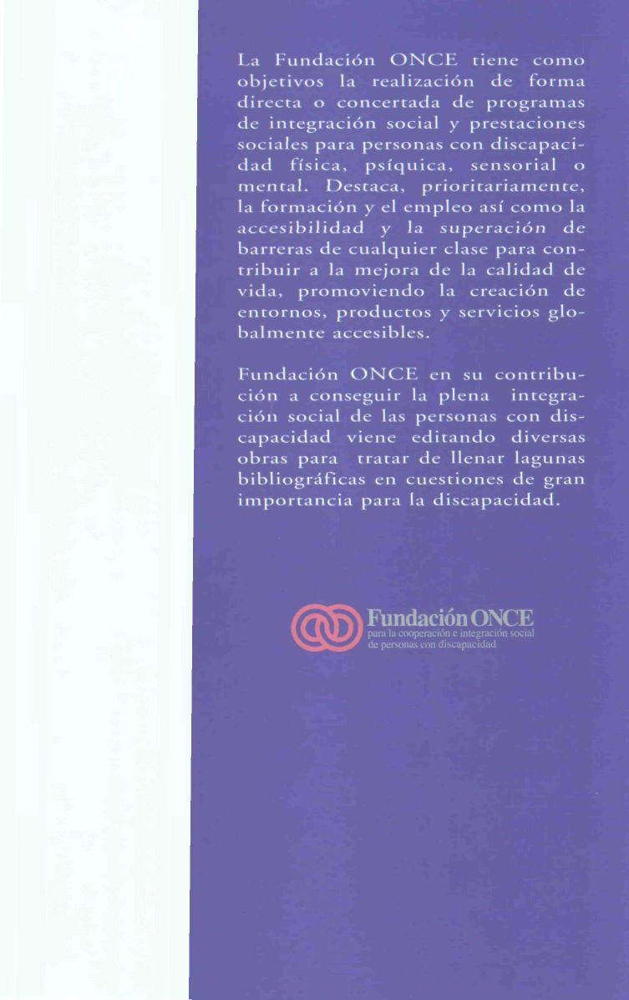 La Fundación ONCE tiene como
objetivos la realización de forma
directa o concertada de programas
de integración social y prestaciones
sociales para personas con discapaci-
dad física, psíquica, sensorial o
mental. Destaca, prioritariamente,
la formación y el empleo así como la
accesibilidad y la superación de
barreras de cualquier clase para con-
tribuir a la mejora de la calidad de
vida, promoviendo la creación de
entornos, productos y servicios glo-
balmente accesibles.
Fundación ONCE en su contribu-
ción a conseguir la plena integra-
ción social de las personas con dis-
capacidad viene editando diversas
obras para tratar de llenar lagunas
bibliográficas en cuestiones de gran
importancia para la discapacidad.
Fundación ONCE
para la cooperación e integración social
de personas con discapacidad